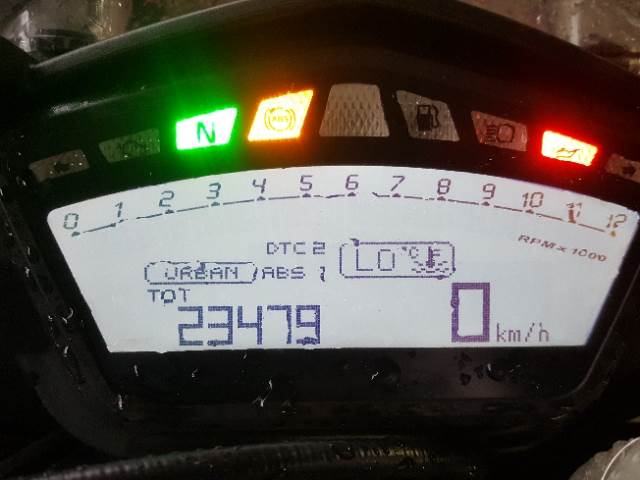 N ABS
0 1 2 3 4 5 6 7 8 9 10 11 12
RPM x 1000
DTC 2
URBAN ABS 1
LO °C
TOT
23479
0 km/h